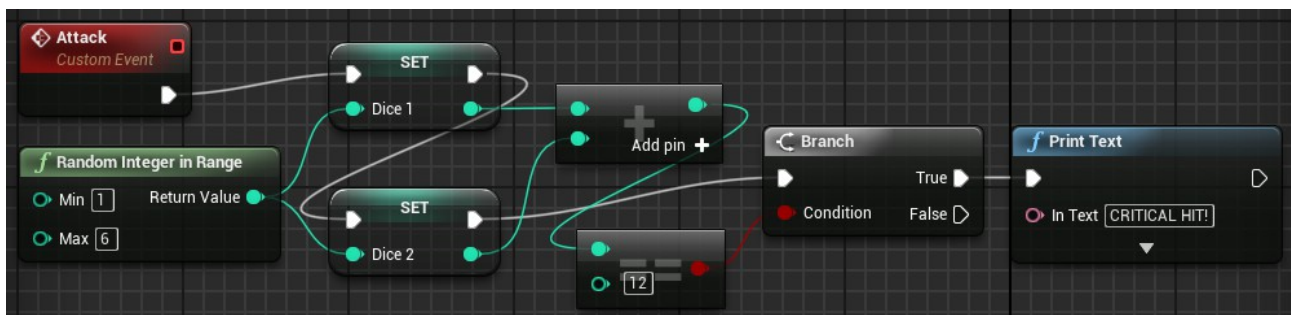 Attack
Custom Event
SET
Dice 1
+
Add pin +
f Random Integer in Range
Min 1 Return Value
Max 6
SET
Dice 2
==
12
Branch
True
Condition False
f Print Text
In Text CRITICAL HIT!